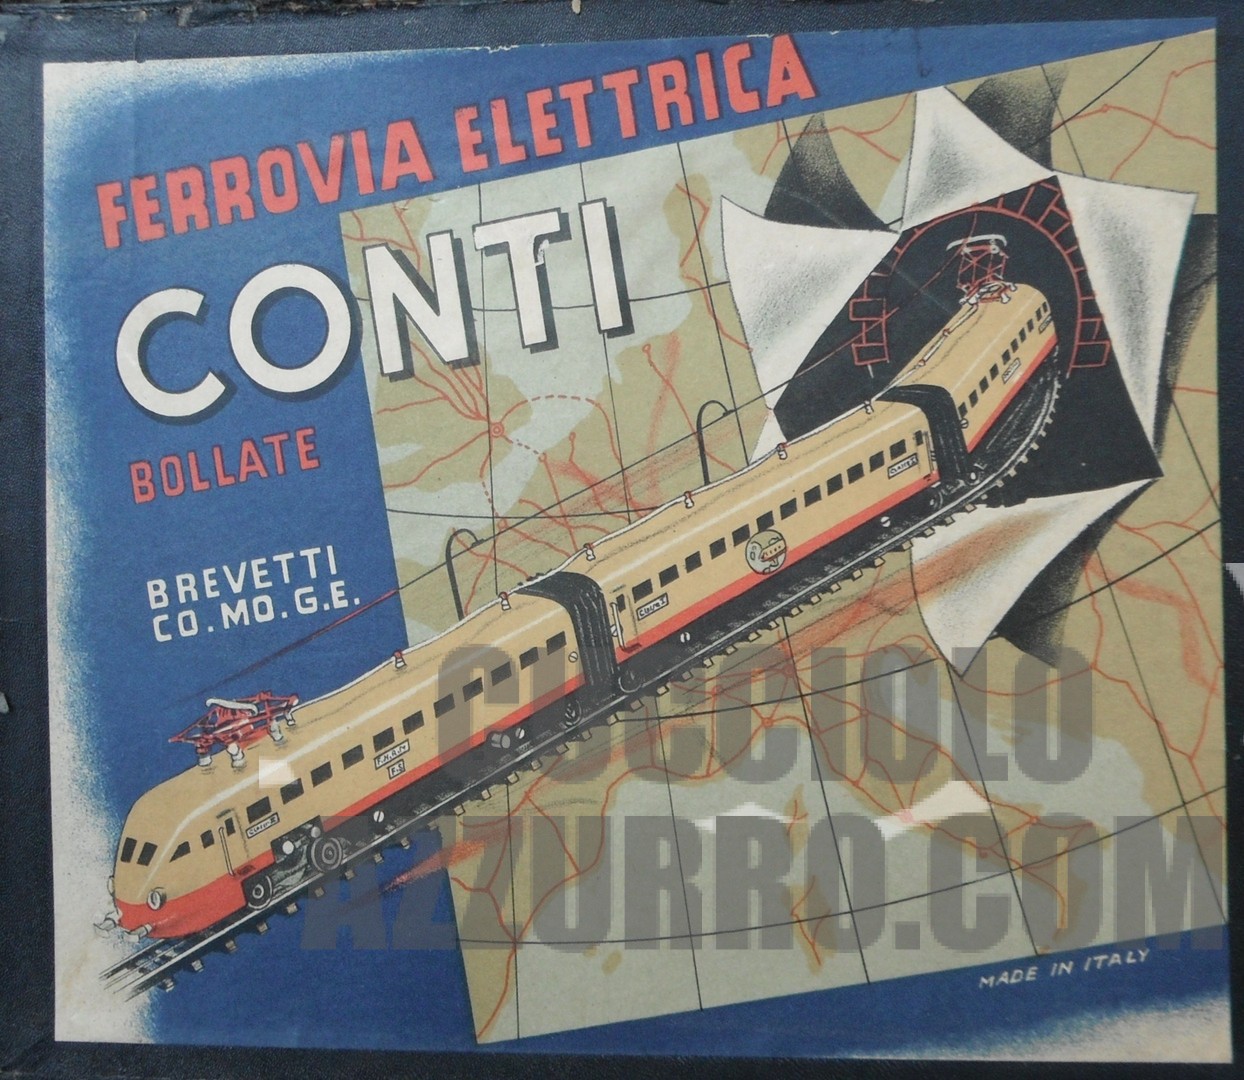 FERROVIA ELETTRICA
CONTI
BOLLATE
BREVETTI
CO.MO.G.E.
CUCCIOLO
AZZURRO.COM
MADE IN ITALY